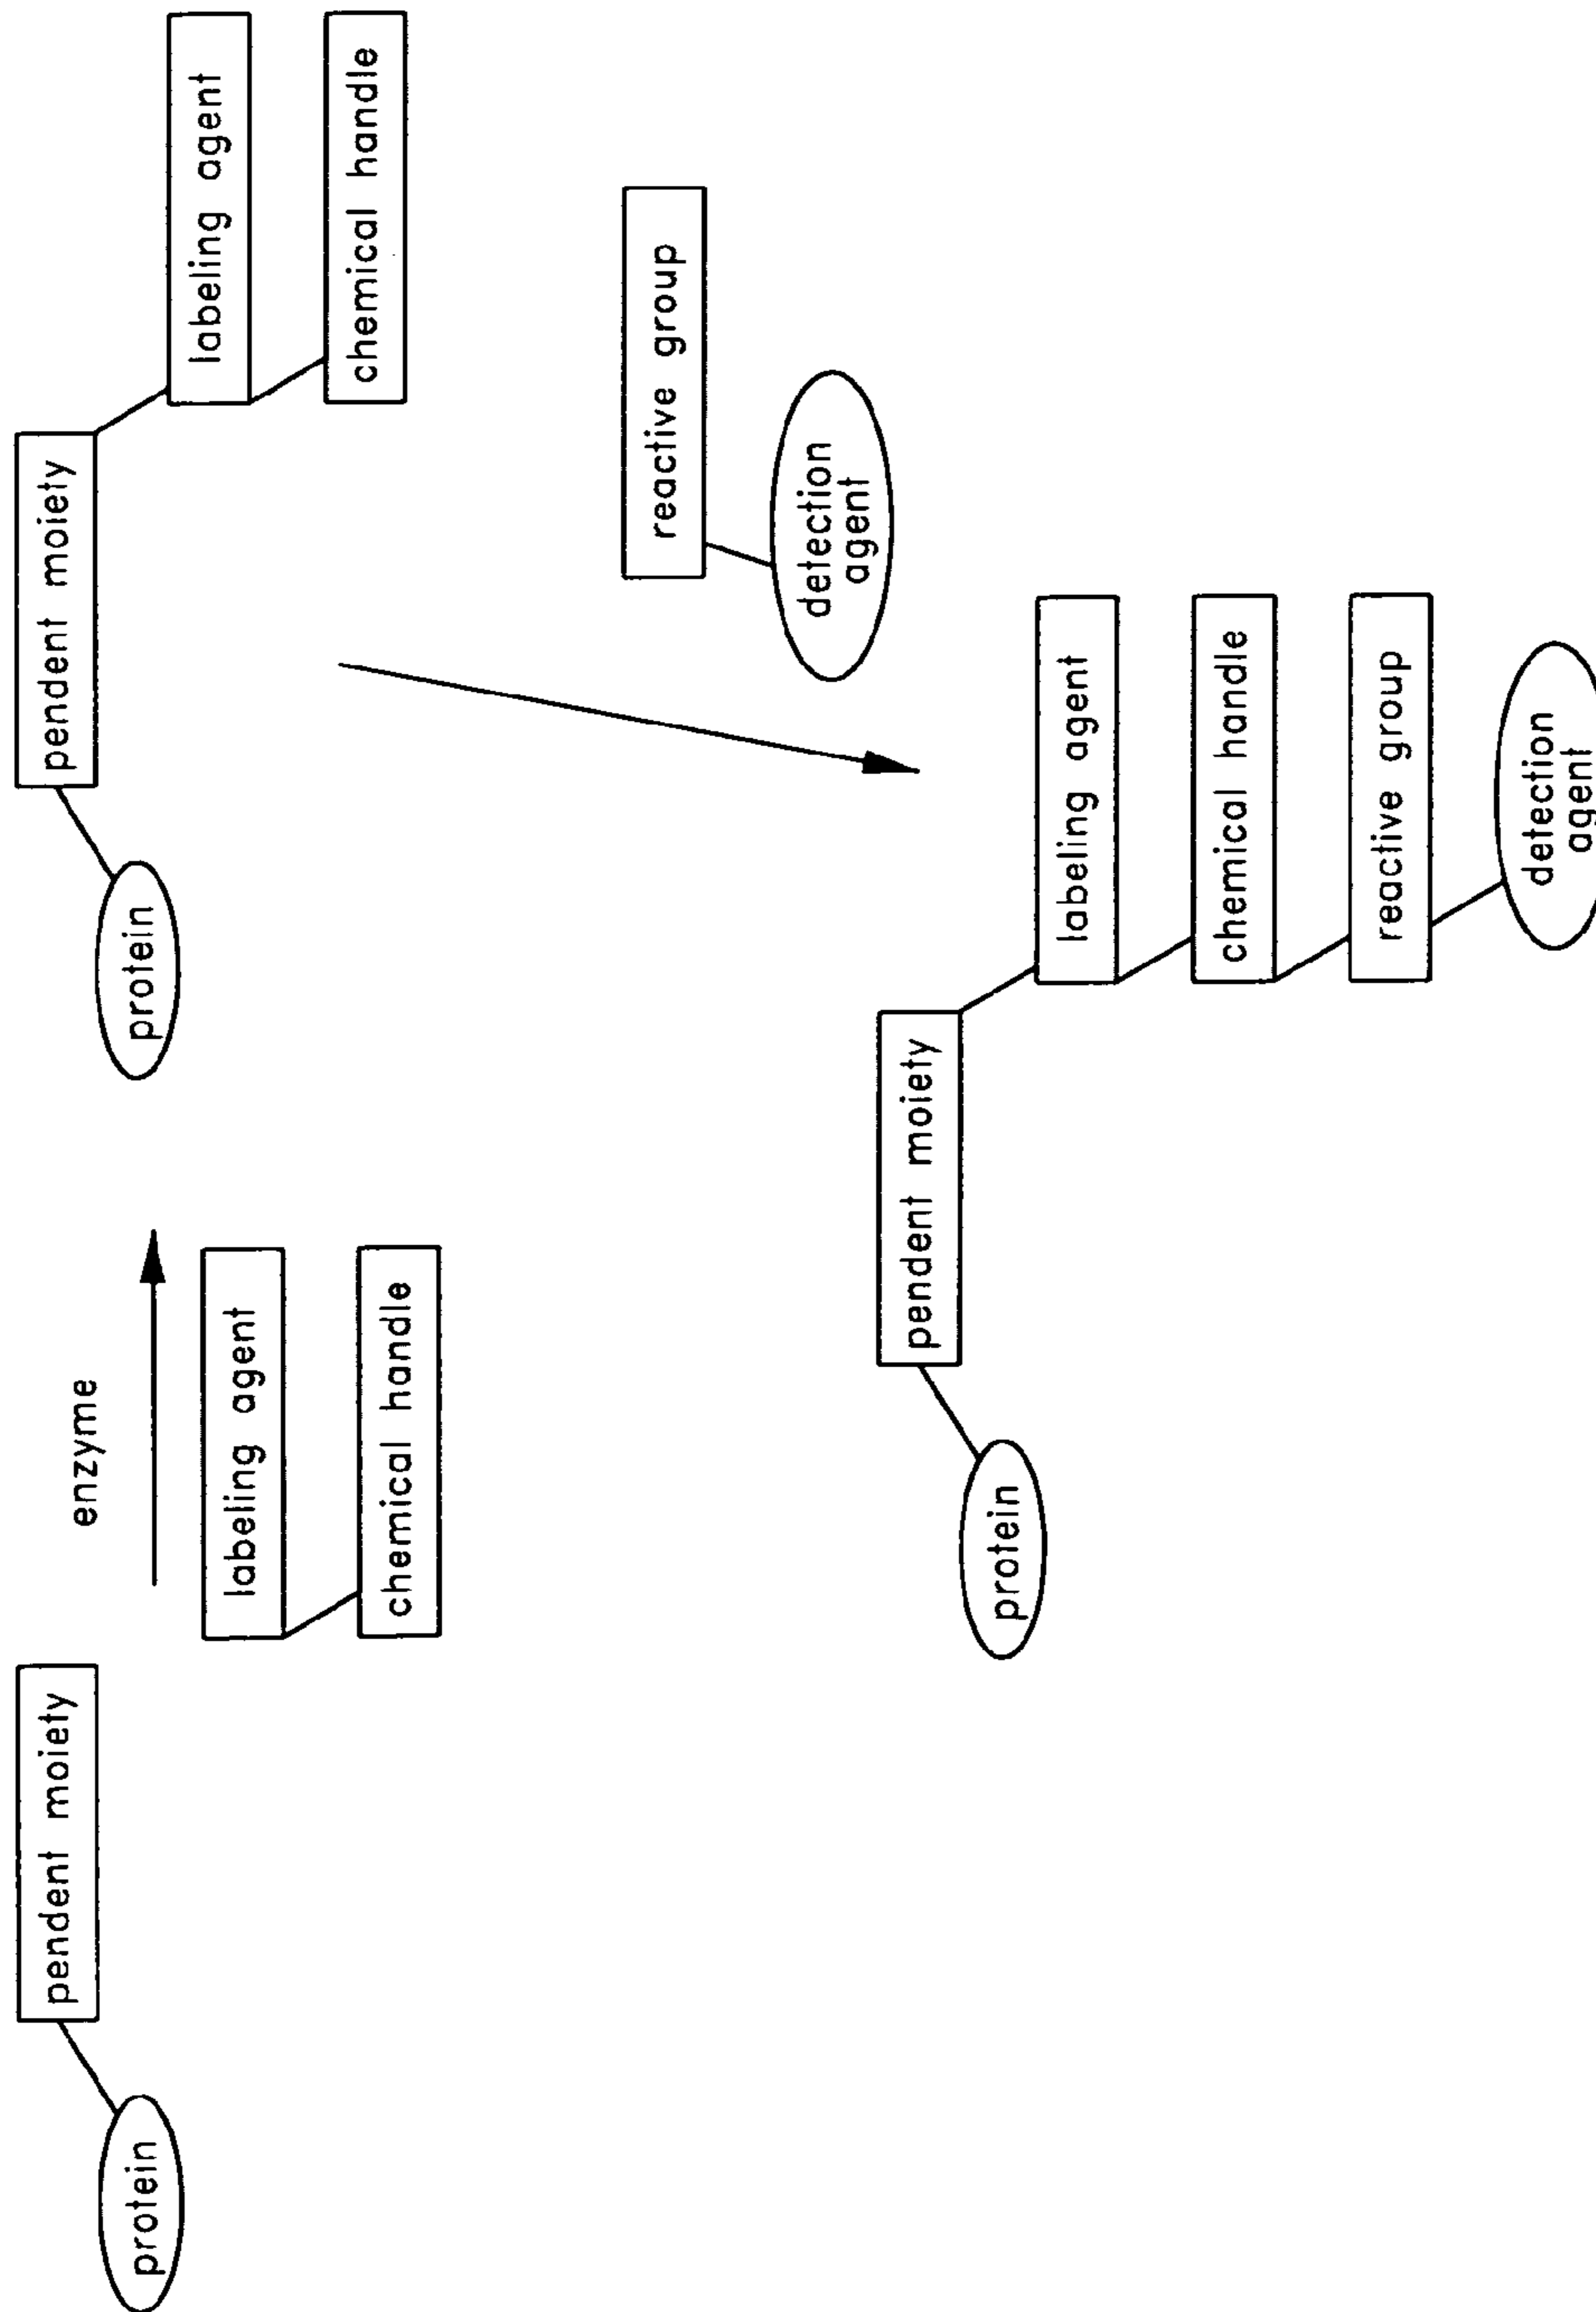 protein
pendent moiety
enzyme
labeling agent
chemical handle
protein
pendent moiety
labeling agent
chemical handle
reactive group
detection
agent
protein
pendent moiety
labeling agent
chemical handle
reactive group
detection
agent